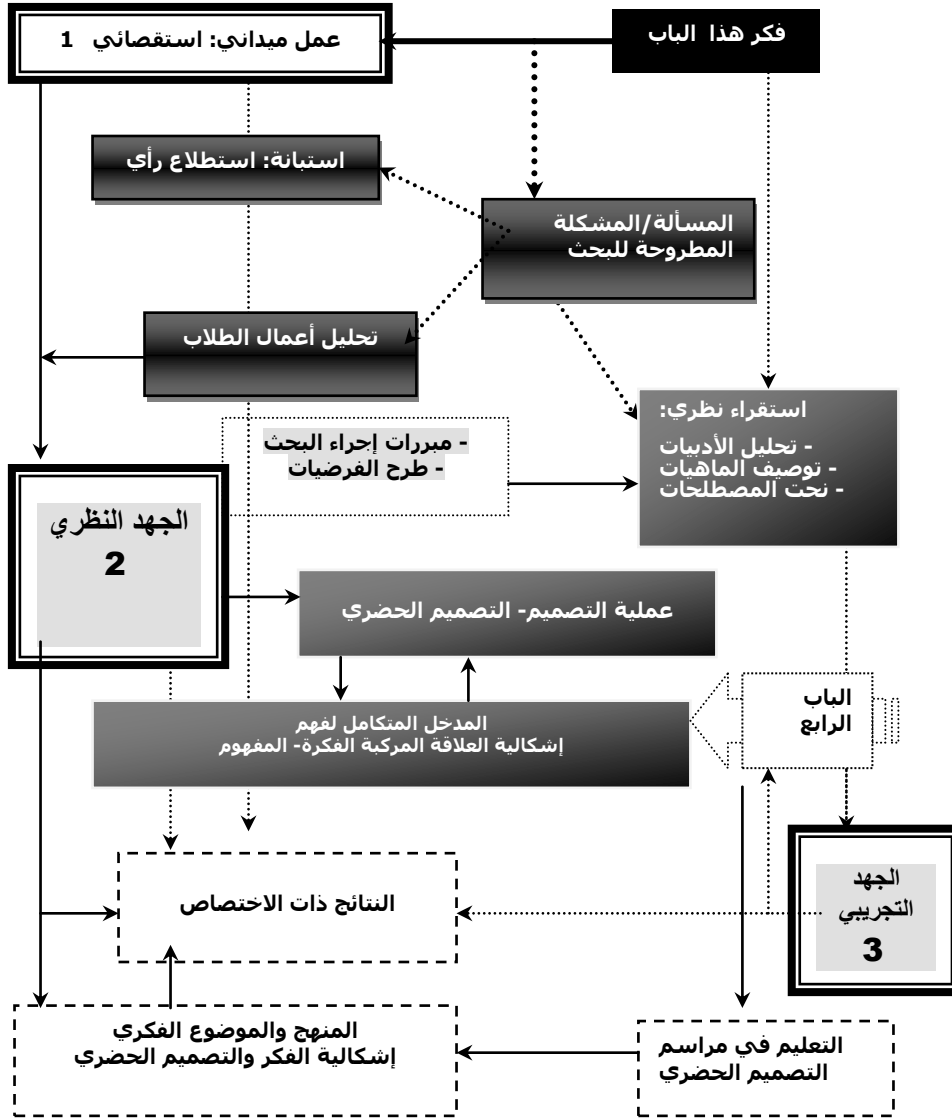 فكر هذا الباب
عمل ميداني: استقصائي 1
استبانة: استطلاع رأي
المسألة/المشكلة
المطروحة للبحث
تحليل أعمال الطلاب
استقراء نظري:
- تحليل الأدبيات
- توصيف الماهيات
- نحت المصطلحات
- مبررات إجراء البحث
- طرح الفرضيات
الجهد النظري
2
عملية التصميم- التصميم الحضري
الباب
الرابع
المدخل المتكامل لفهم
إشكالية العلاقة المركبة الفكرة- المفهوم
الجهد
التجريبي
3
النتائج ذات الاختصاص
المنهج والموضوع الفكري
إشكالية الفكر والتصميم الحضري
التعليم في مراسم
التصميم الحضري